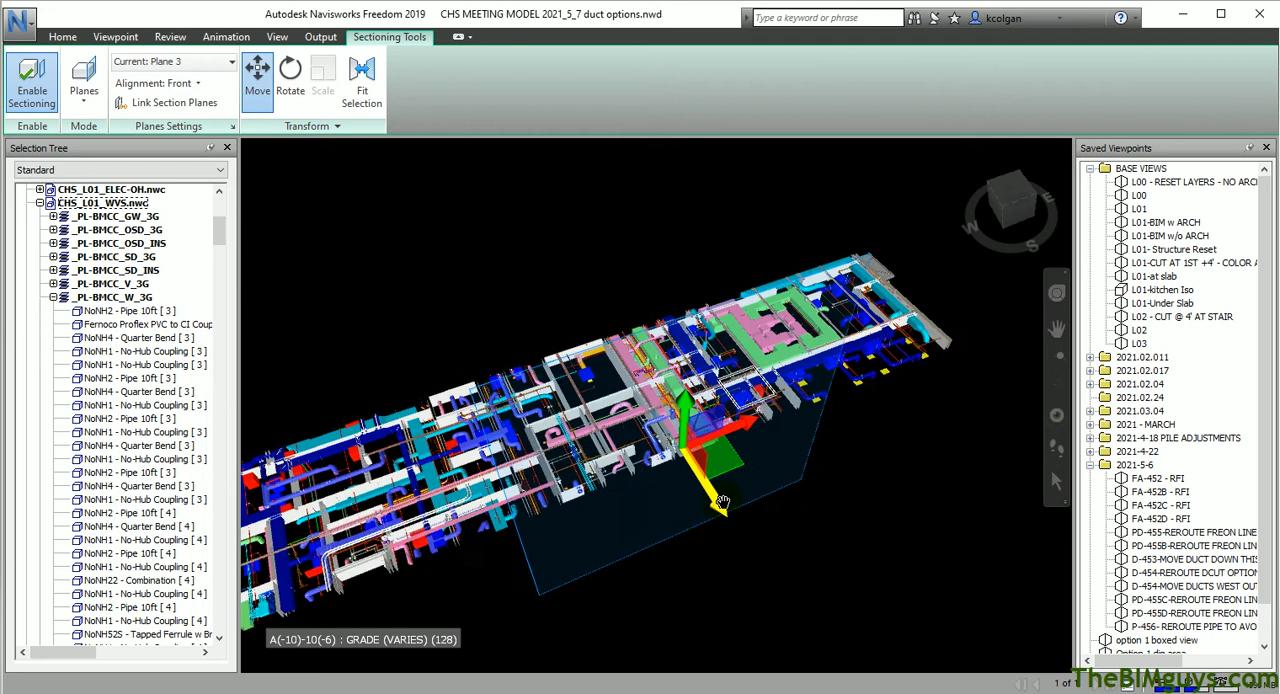 Autodesk Navisworks Freedom 2019 CHS MEETING MODEL 2021_5_7 duct options.nwd
Type a keyword or phrase
kcolgan
Home Viewpoint Review Animation View Output Sectioning Tools
Enable Sectioning
Planes
Current: Plane 3
Alignment: Front
Link Section Planes
Move
Rotate
Scale
Fit Selection
Enable Mode Planes Settings Transform
Selection Tree
Standard
CHS_L01_ELEC-OH.nwc
CHS_L01_WVS.nwc
_PL-BMCC_GW_3G
_PL-BMCC_OSD_3G
_PL-BMCC_OSD_INS
_PL-BMCC_SD_3G
_PL-BMCC_SD_INS
_PL-BMCC_V_3G
_PL-BMCC_W_3G
NoNH2 - Pipe 10ft [ 3 ]
Fernoco Proflex PVC to CI Coup
NoNH4 - Quarter Bend [ 3 ]
NoNH1 - No-Hub Coupling [ 3 ]
NoNH1 - No-Hub Coupling [ 3 ]
NoNH2 - Pipe 10ft [ 3 ]
NoNH4 - Quarter Bend [ 3 ]
NoNH1 - No-Hub Coupling [ 3 ]
NoNH2 - Pipe 10ft [ 3 ]
NoNH1 - No-Hub Coupling [ 3 ]
NoNH4 - Quarter Bend [ 3 ]
NoNH1 - No-Hub Coupling [ 3 ]
NoNH2 - Pipe 10ft [ 3 ]
NoNH1 - No-Hub Coupling [ 3 ]
NoNH4 - Quarter Bend [ 3 ]
NoNH2 - Pipe 10ft [ 4 ]
NoNH4 - Quarter Bend [ 4 ]
NoNH1 - No-Hub Coupling [ 4 ]
NoNH2 - Pipe 10ft [ 4 ]
NoNH1 - No-Hub Coupling [ 4 ]
NoNH22 - Combination [ 4 ]
NoNH1 - No-Hub Coupling [ 4 ]
NoNH2 - Pipe 10ft [ 4 ]
NoNH1 - No-Hub Coupling [ 4 ]
NoNH52S - Tapped Ferrule w Br
W S E
A(-10)-10(-6) : GRADE (VARIES) (128)
Saved Viewpoints
BASE VIEWS
L00 - RESET LAYERS - NO ARC
L00
L01
L01-BIM w ARCH
L01-BIM w/o ARCH
L01- Structure Reset
L01-CUT AT 1ST +4' - COLOR A
L01-at slab
L01-kitchen Iso
L01-Under Slab
L02 - CUT @ 4' AT STAIR
L02
L03
2021.02.011
2021.02.017
2021.02.04
2021.02.24
2021.03.04
2021 - MARCH
2021-4-18 PILE ADJUSTMENTS
2021-4-22
2021-5-6
FA-452 - RFI
FA-452B - RFI
FA-452C - RFI
FA-452D - RFI
PD-455-REROUTE FREON LINE
PD-455B-REROUTE FREON LIN
D-453-MOVE DUCT DOWN THIS
D-454-REROUTE DCUT OPTION
D-454-MOVE DUCTS WEST OUT
PD-455C-REROUTE FREON LIN
PD-455D-REROUTE FREON LIN
P-456- REROUTE PIPE TO AVO
option 1 boxed view
1 of 1
TheBIMguys.com